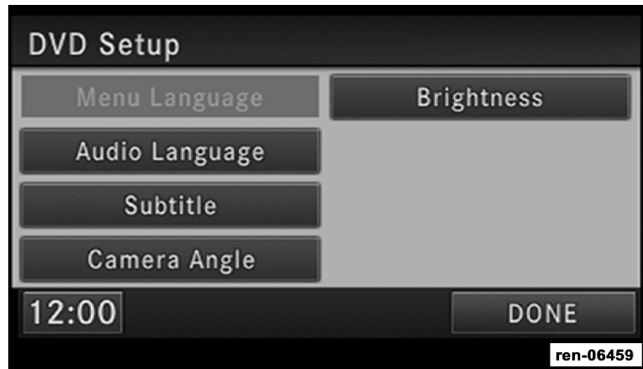 DVD Setup
Menu Language
Brightness
Audio Language
Subtitle
Camera Angle
12:00
DONE
ren-06459